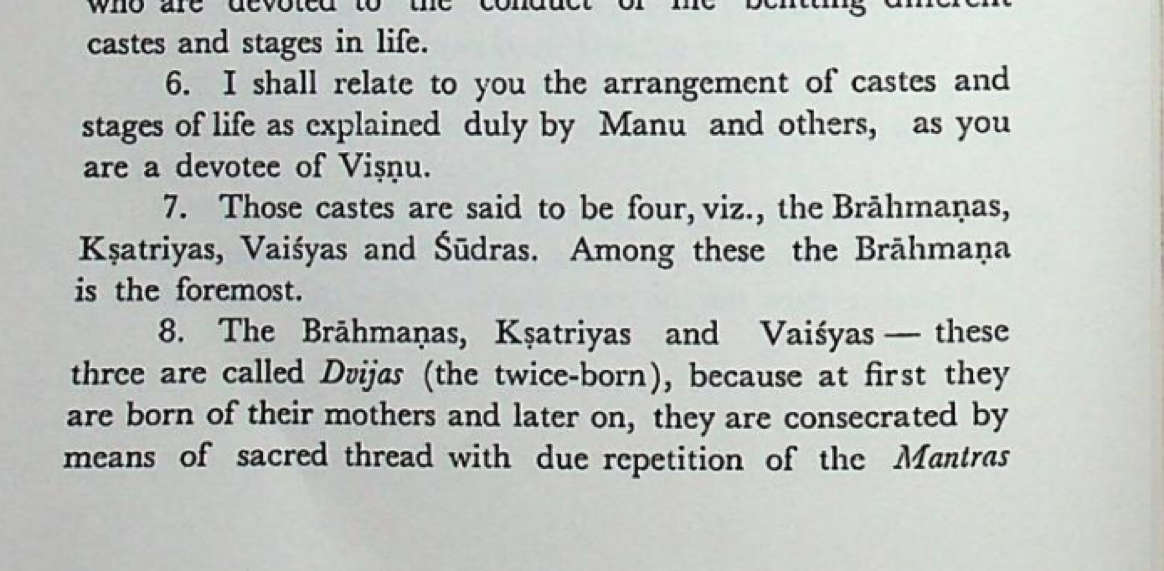 who are devoted to the conduct of life befitting different
castes and stages in life.
6. I shall relate to you the arrangement of castes and
stages of life as explained duly by Manu and others, as you
are a devotee of Viṣṇu.
7. Those castes are said to be four, viz., the Brāhmaṇas,
Kṣatriyas, Vaiśyas and Śūdras. Among these the Brāhmaṇa
is the foremost.
8. The Brāhmaṇas, Kṣatriyas and Vaiśyas — these
three are called Dvijas (the twice-born), because at first they
are born of their mothers and later on, they are consecrated by
means of sacred thread with due repetition of the Mantras